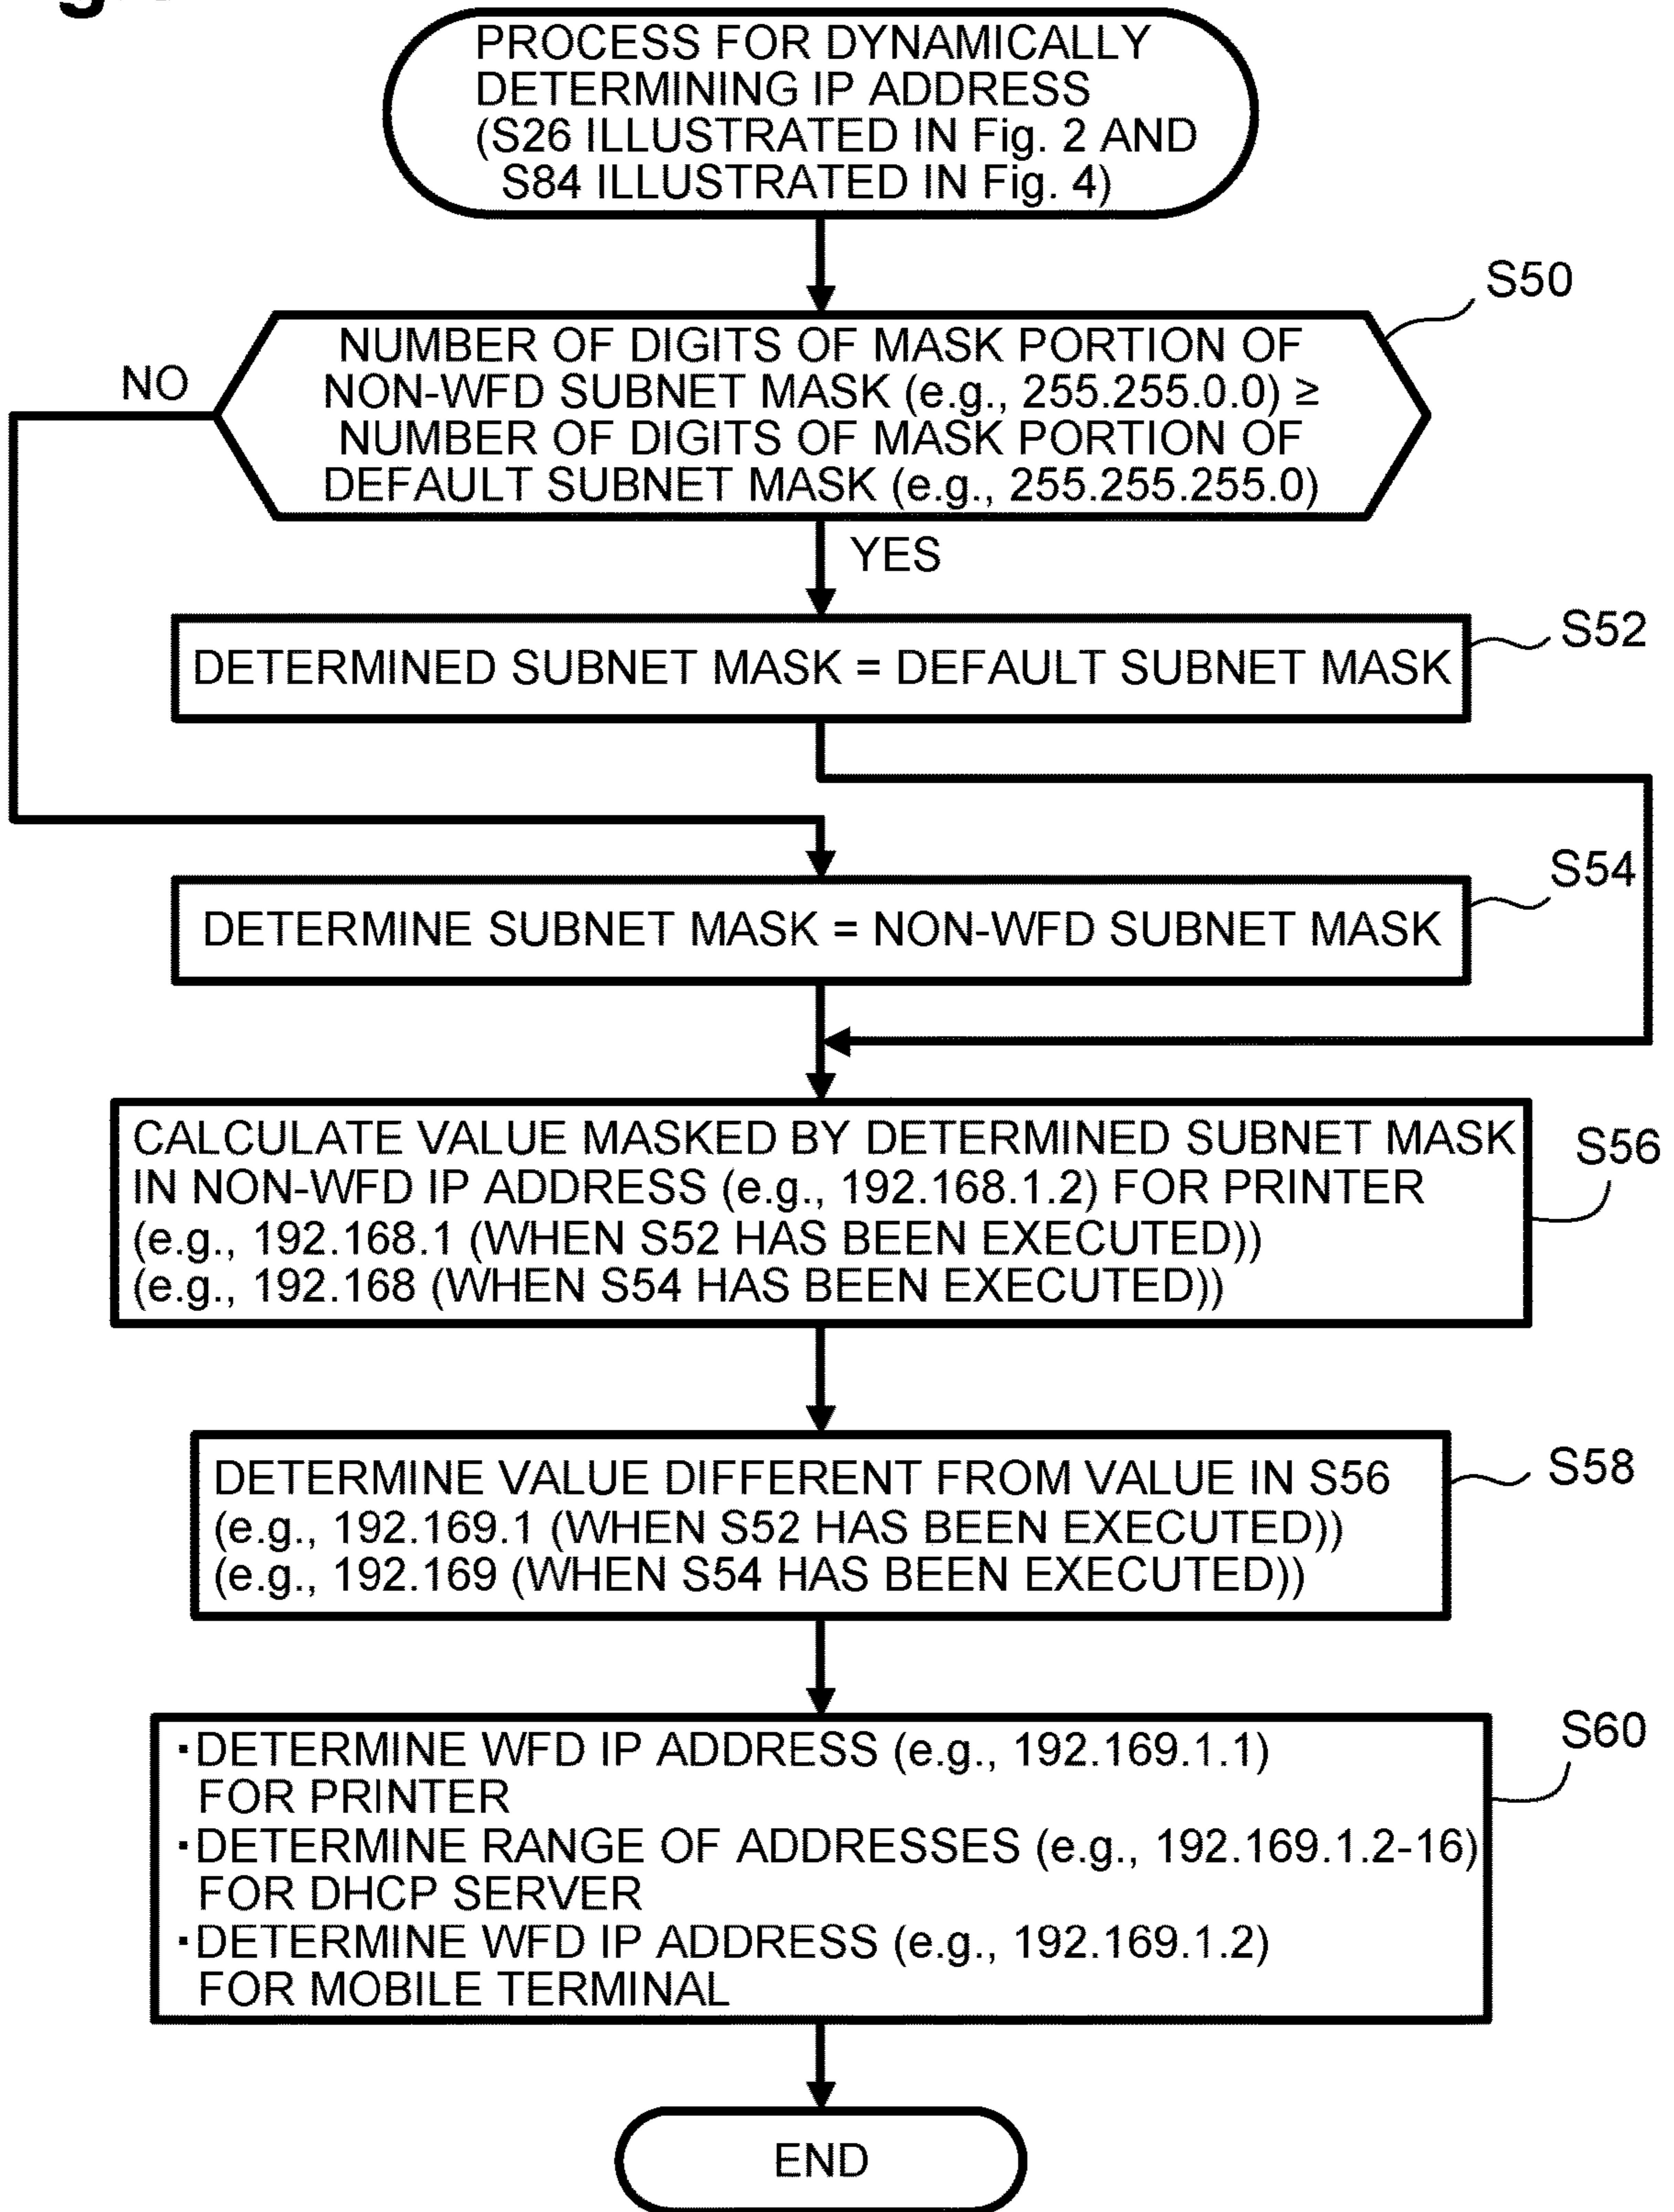 PROCESS FOR DYNAMICALLY
DETERMINING IP ADDRESS
(S26 ILLUSTRATED IN Fig. 2 AND
S84 ILLUSTRATED IN Fig. 4)
S50
NUMBER OF DIGITS OF MASK PORTION OF
NON-WFD SUBNET MASK (e.g., 255.255.0.0) ≥
NUMBER OF DIGITS OF MASK PORTION OF
DEFAULT SUBNET MASK (e.g., 255.255.255.0)
NO
YES
S52
DETERMINED SUBNET MASK = DEFAULT SUBNET MASK
S54
DETERMINE SUBNET MASK = NON-WFD SUBNET MASK
S56
CALCULATE VALUE MASKED BY DETERMINED SUBNET MASK
IN NON-WFD IP ADDRESS (e.g., 192.168.1.2) FOR PRINTER
(e.g., 192.168.1 (WHEN S52 HAS BEEN EXECUTED))
(e.g., 192.168 (WHEN S54 HAS BEEN EXECUTED))
S58
DETERMINE VALUE DIFFERENT FROM VALUE IN S56
(e.g., 192.169.1 (WHEN S52 HAS BEEN EXECUTED))
(e.g., 192.169 (WHEN S54 HAS BEEN EXECUTED))
S60
·DETERMINE WFD IP ADDRESS (e.g., 192.169.1.1)
FOR PRINTER
·DETERMINE RANGE OF ADDRESSES (e.g., 192.169.1.2-16)
FOR DHCP SERVER
·DETERMINE WFD IP ADDRESS (e.g., 192.169.1.2)
FOR MOBILE TERMINAL
END